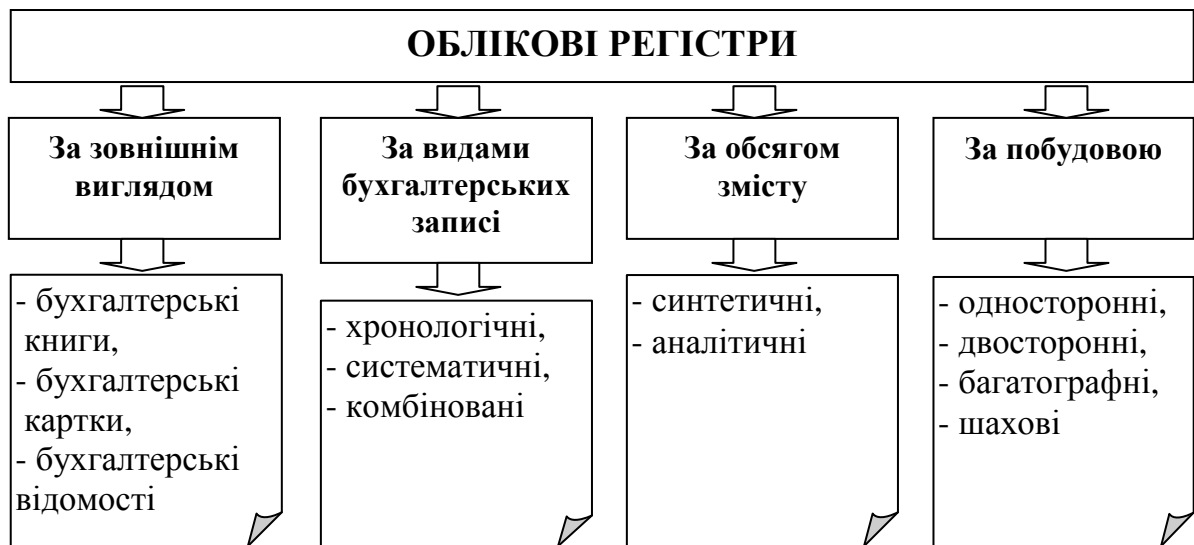 ОБЛІКОВІ РЕГІСТРИ
За зовнішнім
виглядом
- бухгалтерські
книги,
- бухгалтерські
картки,
- бухгалтерські
відомості
За видами
бухгалтерських
записі
- хронологічні,
- систематичні,
- комбіновані
За обсягом
змісту
- синтетичні,
- аналітичні
За побудовою
- односторонні,
- двосторонні,
- багатографні,
- шахові